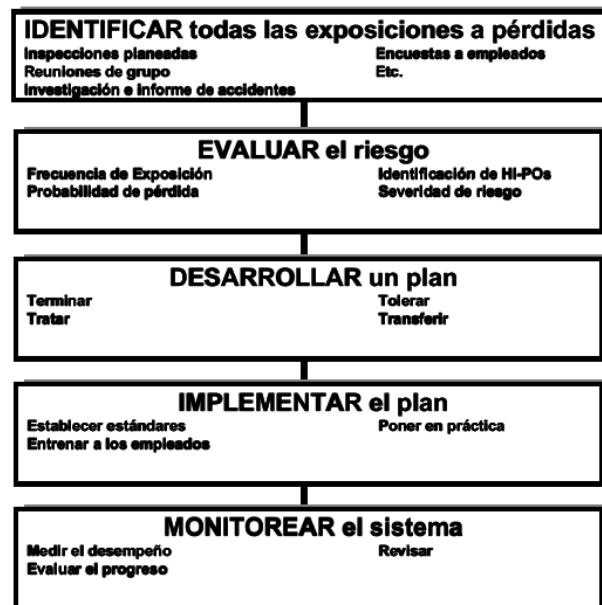 IDENTIFICAR todas las exposiciones a pérdidas
Inspecciones planeadas
Reuniones de grupo
Investigación e informe de accidentes
Encuestas a empleados
Etc.
EVALUAR el riesgo
Frecuencia de Exposición
Probabilidad de pérdida
Identificación de HI-POs
Severidad de riesgo
DESARROLLAR un plan
Terminar
Tratar
Tolerar
Transferir
IMPLEMENTAR el plan
Establecer estándares
Entrenar a los empleados
Poner en práctica
MONITOREAR el sistema
Medir el desempeño
Evaluar el progreso
Revisar